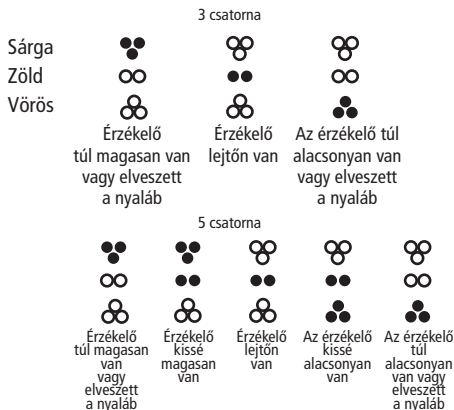 3 csatorna
Sárga
Zöld
Vörös
Érzékelő
túl magasan van
vagy elveszett
a nyaláb
Érzékelő
lejtőn van
Az érzékelő túl
alacsonyan van
vagy elveszett
a nyaláb
5 csatorna
Érzékelő
túl magasan
van
vagy
elveszett
a nyaláb
Érzékelő
kissé
magasan
van
Érzékelő
lejtőn
van
Az érzékelő
kissé
alacsonyan
van
Az érzékelő
túl
alacsonyan
van vagy
elveszett
a nyaláb